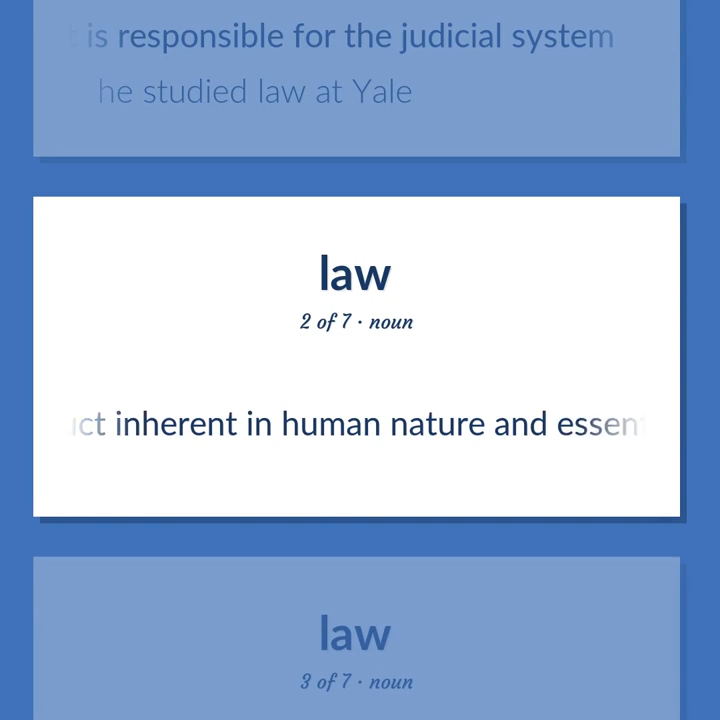 is responsible for the judicial system
he studied law at Yale
law
2 of 7 · noun
inherent in human nature and
law
3 of 7 · noun